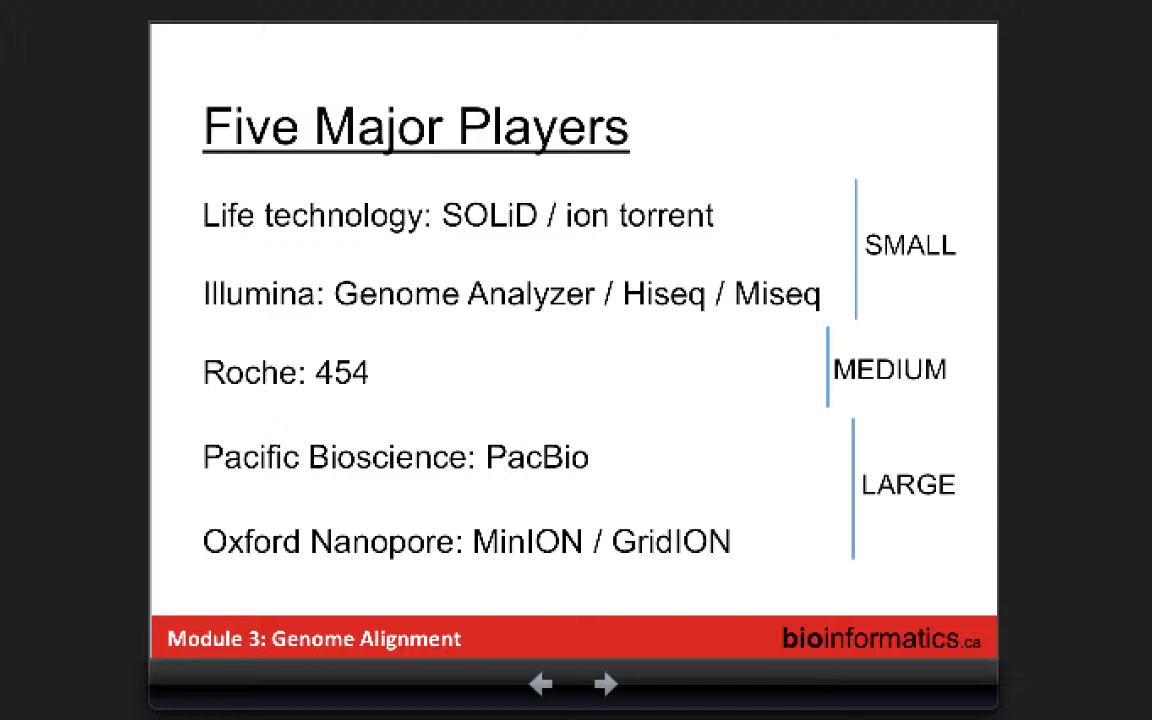 Five Major Players
Life technology: SOLiD / ion torrent
SMALL
Illumina: Genome Analyzer / Hiseq / Miseq
Roche: 454
MEDIUM
Pacific Bioscience: PacBio
LARGE
Oxford Nanopore: MinION / GridION
Module 3: Genome Alignment
bioinformatics.ca